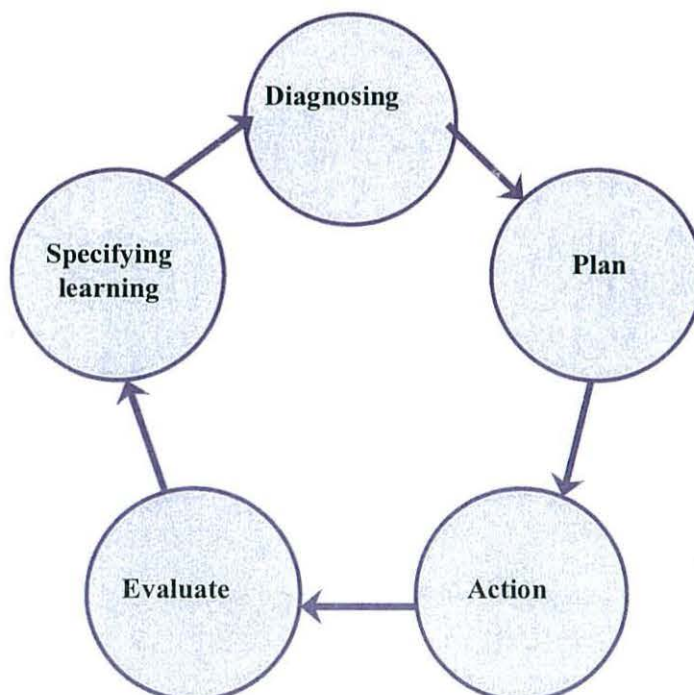 Diagnosing
Plan
Action
Evaluate
Specifying
learning